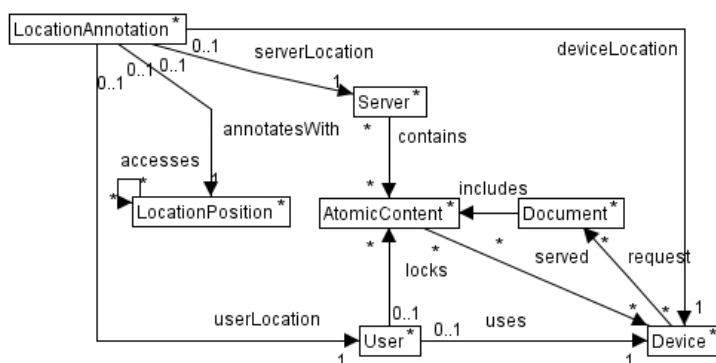 LocationAnnotation *
0..1
serverLocation
deviceLocation
0..1
0..1
0..1
1
Server *
*
annotatesWith
contains
accesses
*
*
1
*
includes
LocationPosition *
AtomicContent *
Document *
*
*
*
*
served
request
locks
*
*
0..1
userLocation
0..1
uses
1
User *
Device *
1
1